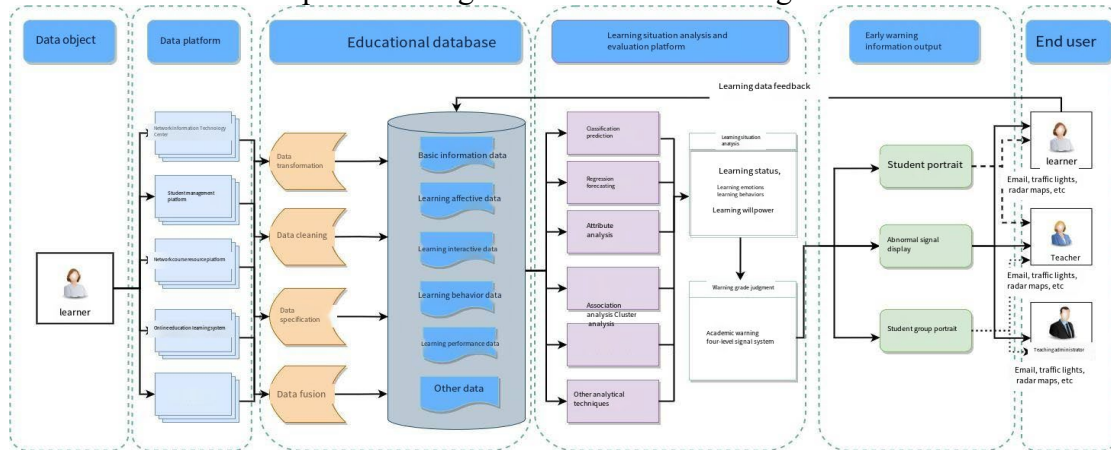 Data object
Data platform
Educational database
Learning situation analysis and
evaluation platform
Early warning
information output
End user
Learning data feedback
learner
Network Information Technology
Center
Student management
platform
Network course resource platform
Online education learning system
Data
transformation
Data cleaning
Data
specification
Data fusion
Basic information data
Learning affective data
Learning interactive data
Learning behavior data
Learning performance data
Other data
Classification
prediction
Regression
forecasting
Attribute
analysis
Association
analysis Cluster
analysis
Other analytical
techniques
Learning situation
analysis
Learning status,
Learning emotions
learning behaviors
Learning willpower
Warning grade judgment
Academic warning
four-level signal system
Student portrait
Abnormal signal
display
Student group portrait
learner
Email, traffic lights,
radar maps, etc
Teacher
Email, traffic lights,
radar maps, etc
Teaching administrator
Email, traffic lights,
radar maps, etc